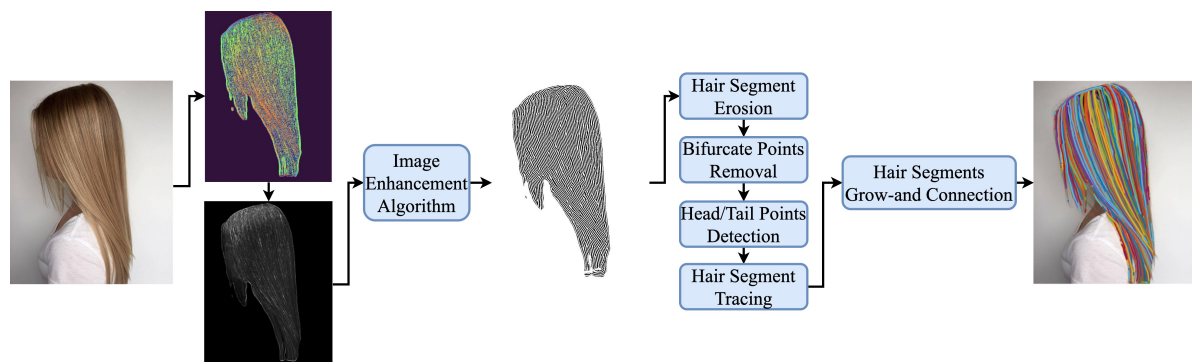 Image
Enhancement
Algorithm
Hair Segment
Erosion
Bifurcate Points
Removal
Head/Tail Points
Detection
Hair Segment
Tracing
Hair Segments
Grow-and Connection